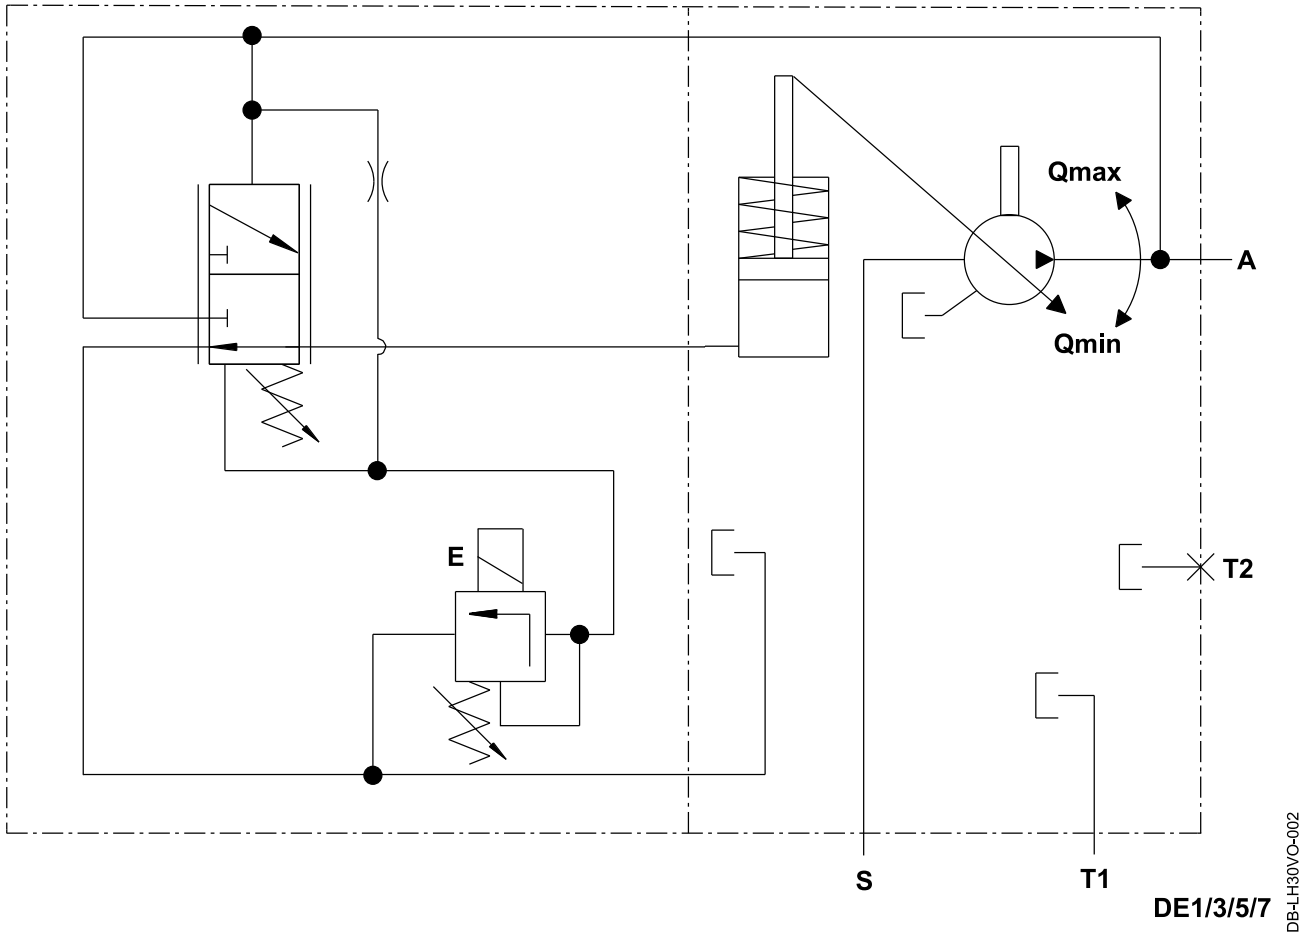 Qmax
A
Qmin
E
T2
S
T1
DE1/3/5/7
DB-LH30VO-002